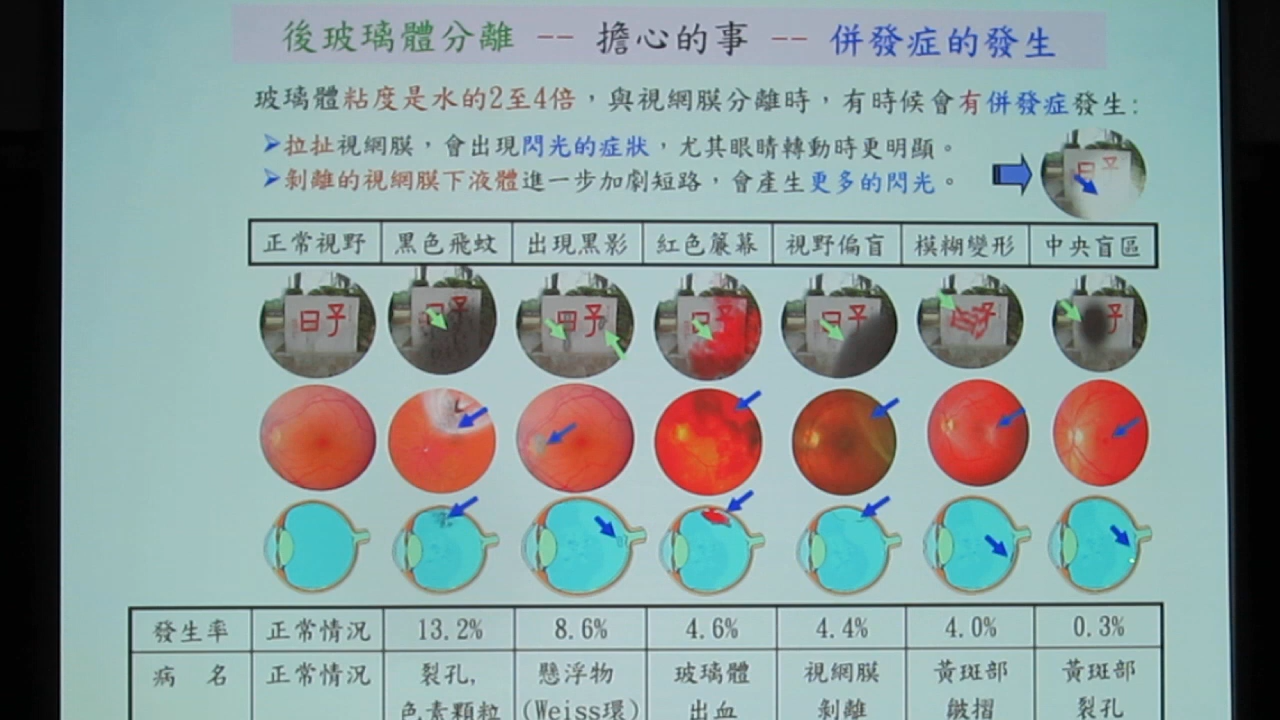 後玻璃體分離 -- 擔心的事 -- 併發症的發生
玻璃體粘度是水的2至4倍，與視網膜分離時，有時候會有併發症發生:
➢拉扯視網膜，會出現閃光的症狀，尤其眼睛轉動時更明顯。
➢剝離的視網膜下液體進一步加劇短路，會產生更多的閃光。
正常視野 黑色飛蚊 出現黑影 紅色簾幕 視野偏盲 模糊變形 中央盲區
發生率 正常情況 13.2% 8.6% 4.6% 4.4% 4.0% 0.3%
病 名 正常情況 裂孔, 懸浮物 玻璃體 視網膜 黃斑部 黃斑部
色素顆粒 (Weiss環) 出血 剝離 皺摺 裂孔